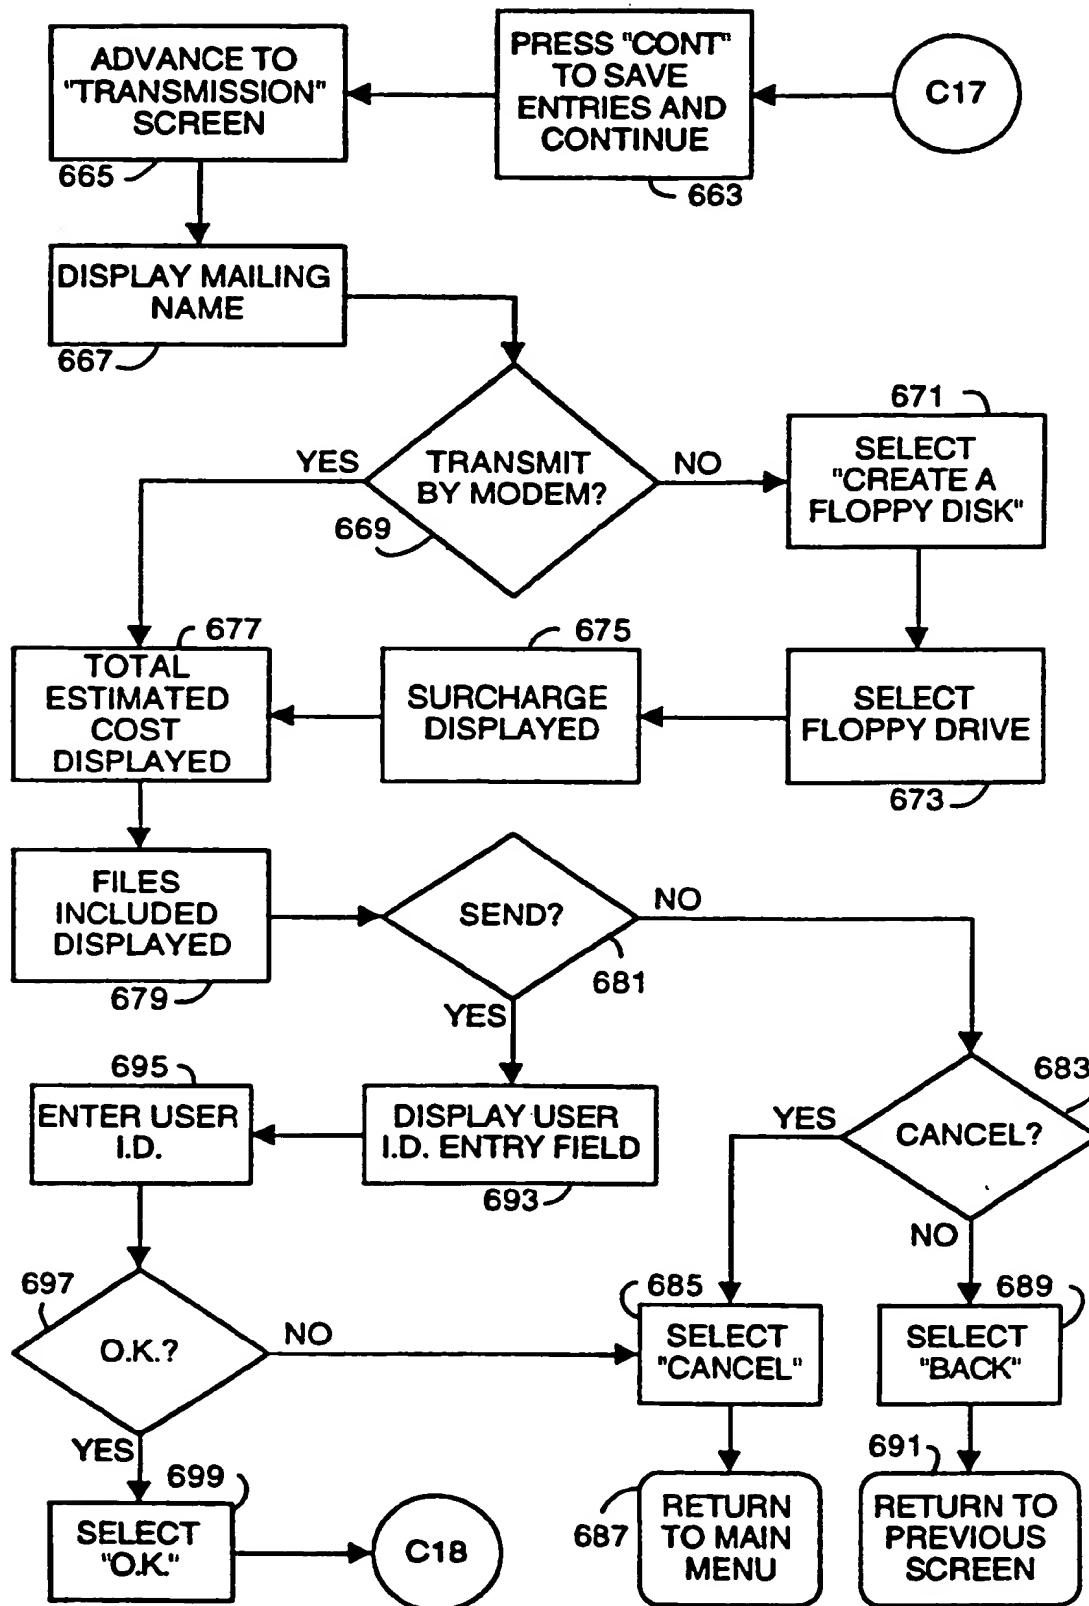 PRESS "CONT"
TO SAVE
ENTRIES AND
CONTINUE
663
C17
ADVANCE TO
"TRANSMISSION"
SCREEN
665
DISPLAY MAILING
NAME
667
TRANSMIT
BY MODEM?
669
YES
NO
671
SELECT
"CREATE A
FLOPPY DISK"
677
TOTAL
ESTIMATED
COST
DISPLAYED
675
SURCHARGE
DISPLAYED
SELECT
FLOPPY DRIVE
673
FILES
INCLUDED
DISPLAYED
679
SEND?
681
NO
YES
695
ENTER USER
I.D.
DISPLAY USER
I.D. ENTRY FIELD
693
683
CANCEL?
YES
NO
697
O.K.?
NO
YES
685
SELECT
"CANCEL"
689
SELECT
"BACK"
699
SELECT
"O.K."
C18
687
RETURN
TO MAIN
MENU
691
RETURN TO
PREVIOUS
SCREEN